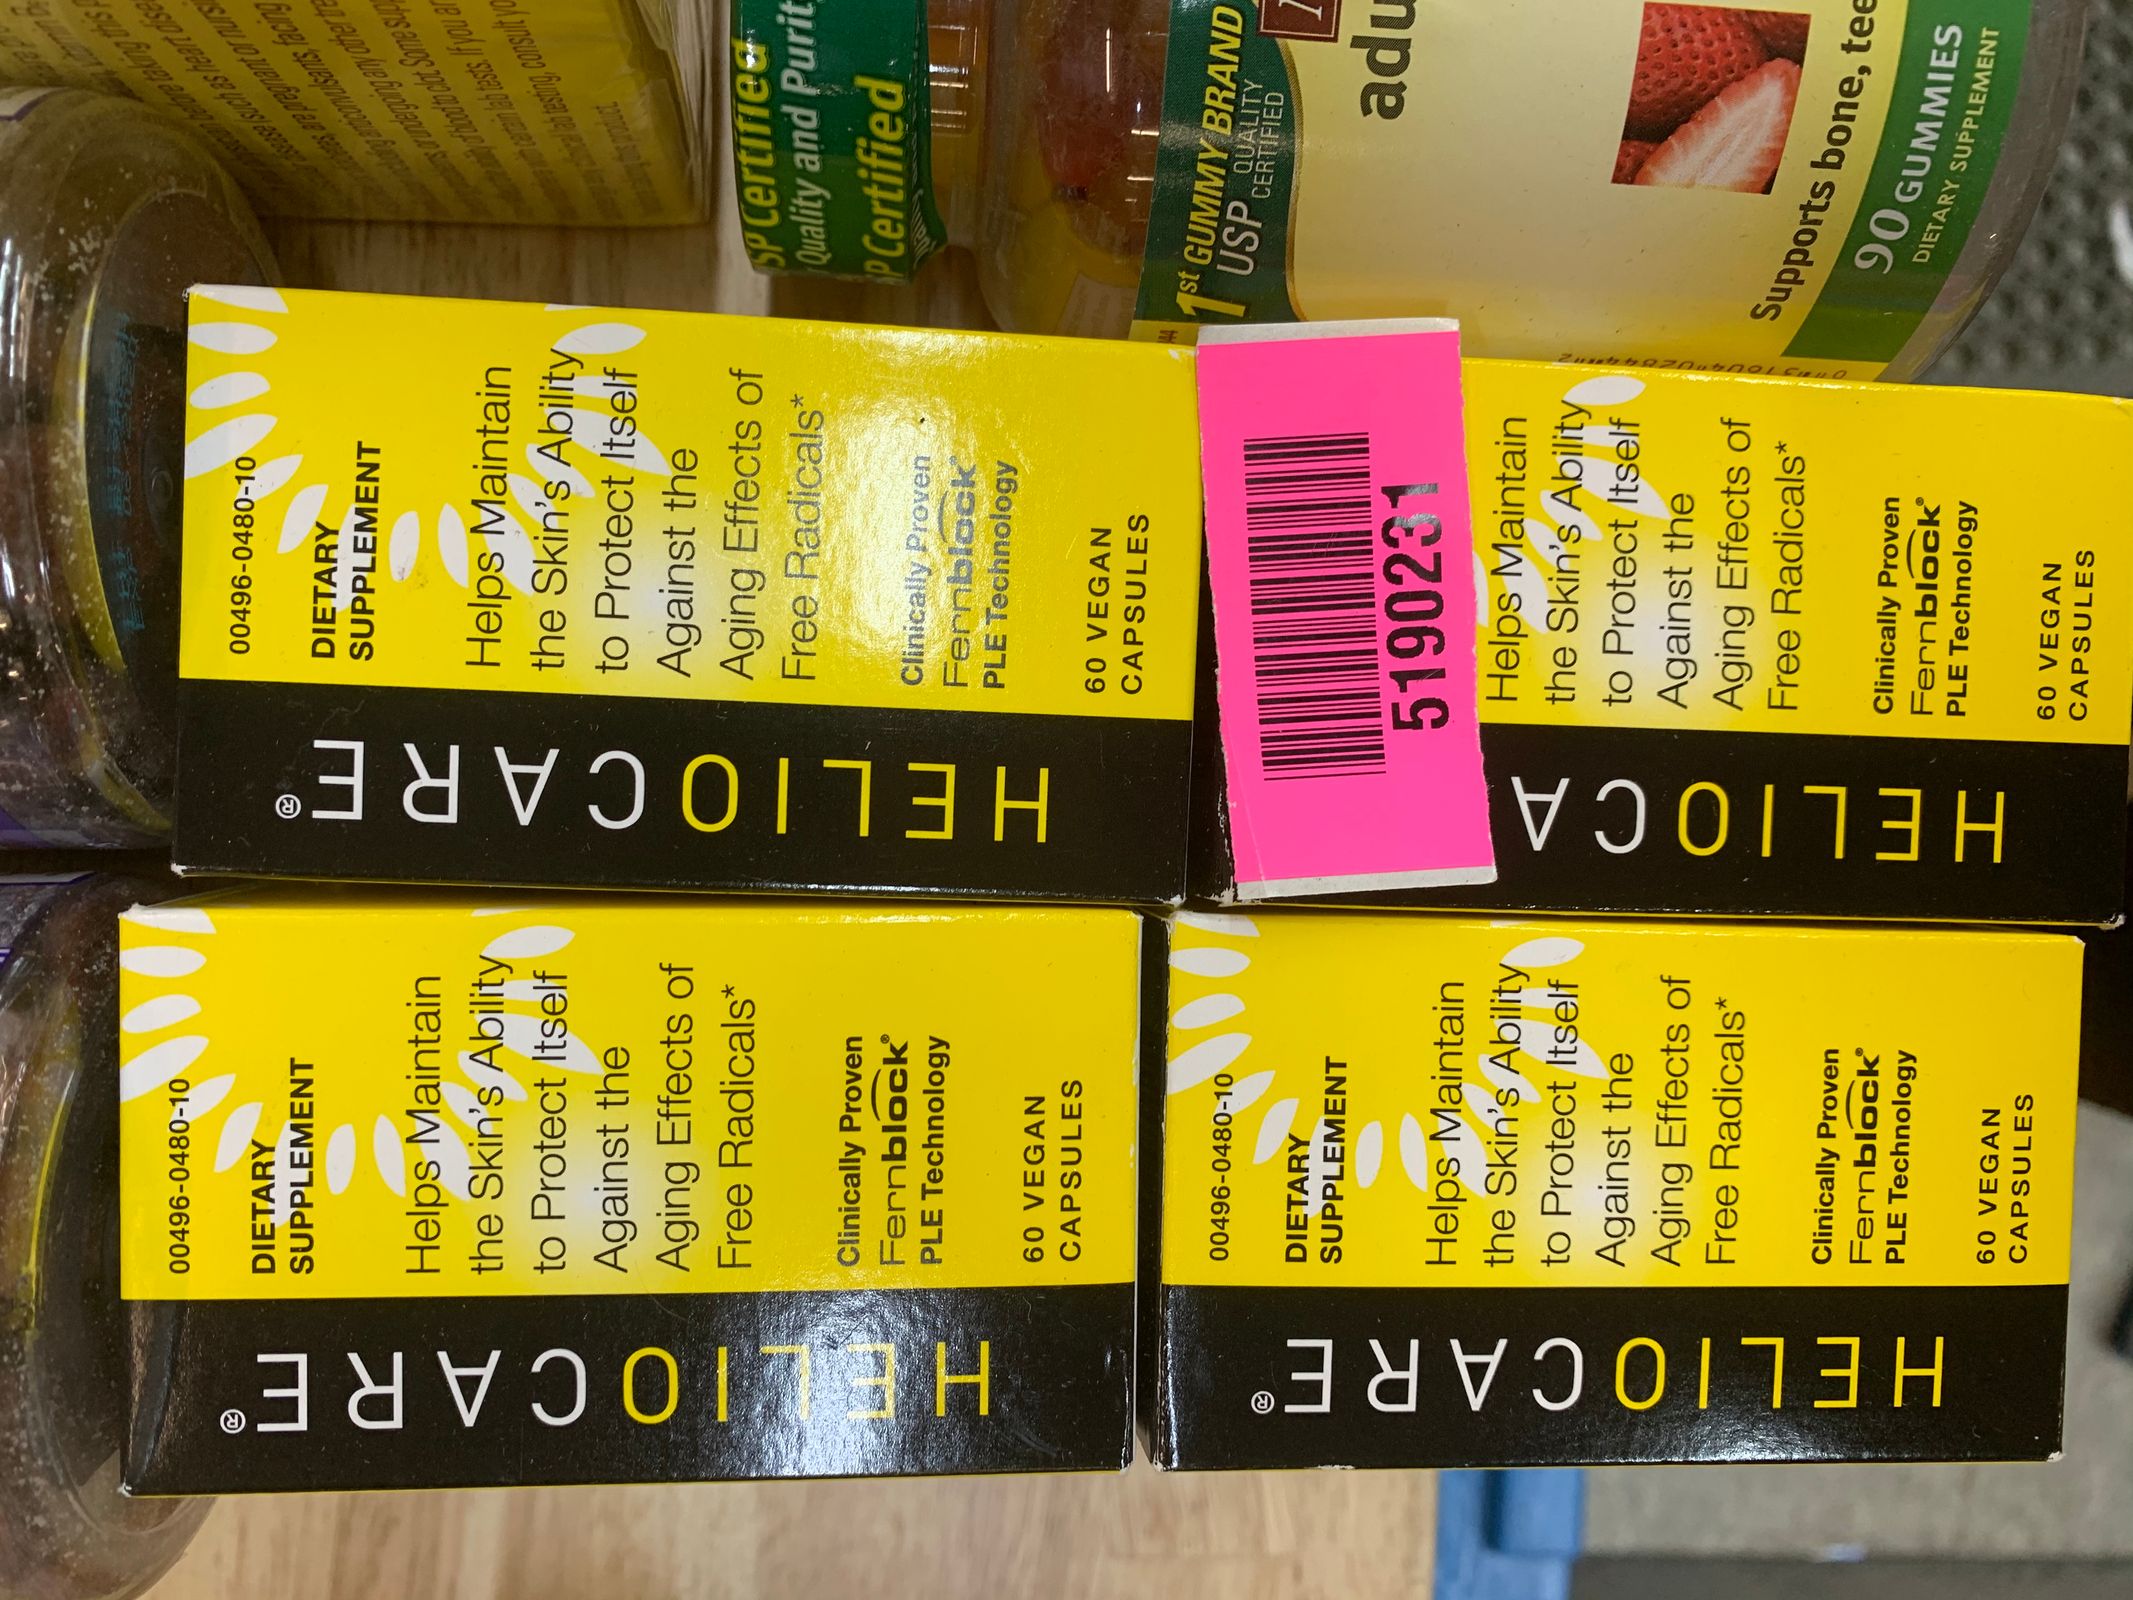 SP Certified
Quality and Purit
P Certified
1st GUMMY BRAND
USP QUALITY
CERTIFIED
adu
Supports bone, tee
90 GUMMIES
DIETARY SUPPLEMENT
00496-0480-10
DIETARY
SUPPLEMENT
Helps Maintain
the Skin's Ability
to Protect Itself
Against the
Aging Effects of
Free Radicals*
Clinically Proven
Fernblock®
PLE Technology
60 VEGAN
CAPSULES
HELIOCARE®
5190231
Helps Maintain
the Skin's Ability
to Protect Itself
Against the
Aging Effects of
Free Radicals*
Clinically Proven
Fernblock®
PLE Technology
60 VEGAN
CAPSULES
HELIOCA
00496-0480-10
DIETARY
SUPPLEMENT
Helps Maintain
the Skin's Ability
to Protect Itself
Against the
Aging Effects of
Free Radicals*
Clinically Proven
Fernblock®
PLE Technology
60 VEGAN
CAPSULES
HELIOCARE®
00496-0480-10
DIETARY
SUPPLEMENT
Helps Maintain
the Skin's Ability
to Protect Itself
Against the
Aging Effects of
Free Radicals*
Clinically Proven
Fernblock®
PLE Technology
60 VEGAN
CAPSULES
HELIOCARE®